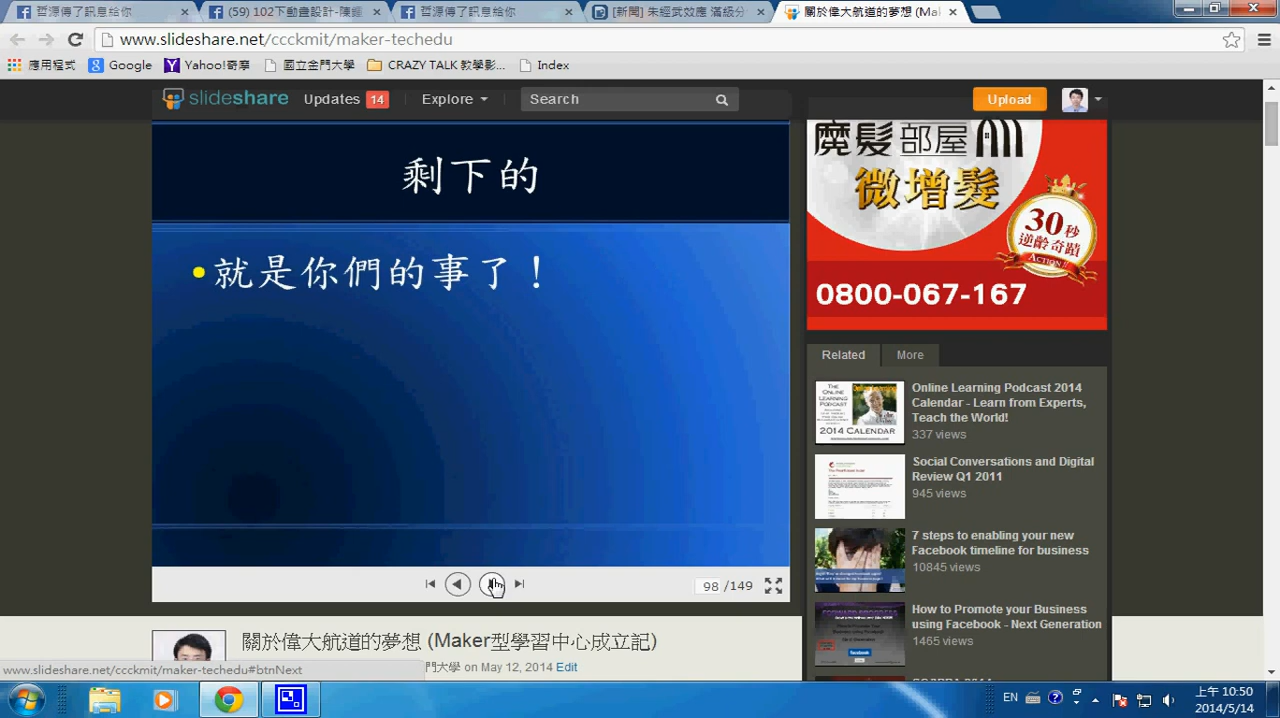 哲源傳了訊息給你
(59) 102下動畫設計-陳鍾
哲源傳了訊息給你
[新聞] 朱經武效應 滿級分
關於偉大航道的夢想 (Mal
www.slideshare.net/ccckmit/maker-techedu
應用程式
Google
Yahoo!奇摩
國立金門大學
CRAZY TALK 教學影...
Index
slideshare
Updates 14
Explore
Search
Upload
剩下的
就是你們的事了！
98 /149
魔髮部屋
微增髮
30秒
逆齡奇蹟
ACTION!!
0800-067-167
Related
More
THE
ONLINE
LEARNING
PODCAST
2014 CALENDAR
Online Learning Podcast 2014
Calendar - Learn from Experts,
Teach the World!
337 views
Social Conversations and Digital
Review Q1 2011
945 views
7 steps to enabling your new
Facebook timeline for business
10845 views
How to Promote your Business
using Facebook - Next Generation
1465 views
關於偉大航道的夢想 (Maker型學習中心成立記)
門大學 on May 12, 2014 Edit
www.slideshare.net/ccckmit/maker-techedu#btnNext
EN
上午 10:50
2014/5/14